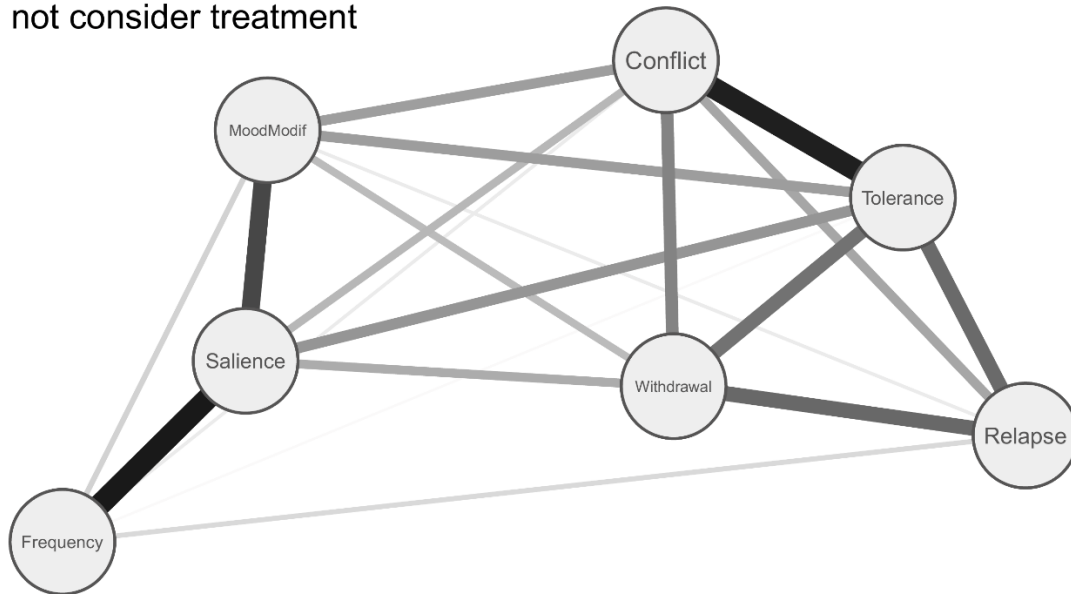 not consider treatment
Conflict
MoodModif
Tolerance
Salience
Withdrawal
Relapse
Frequency